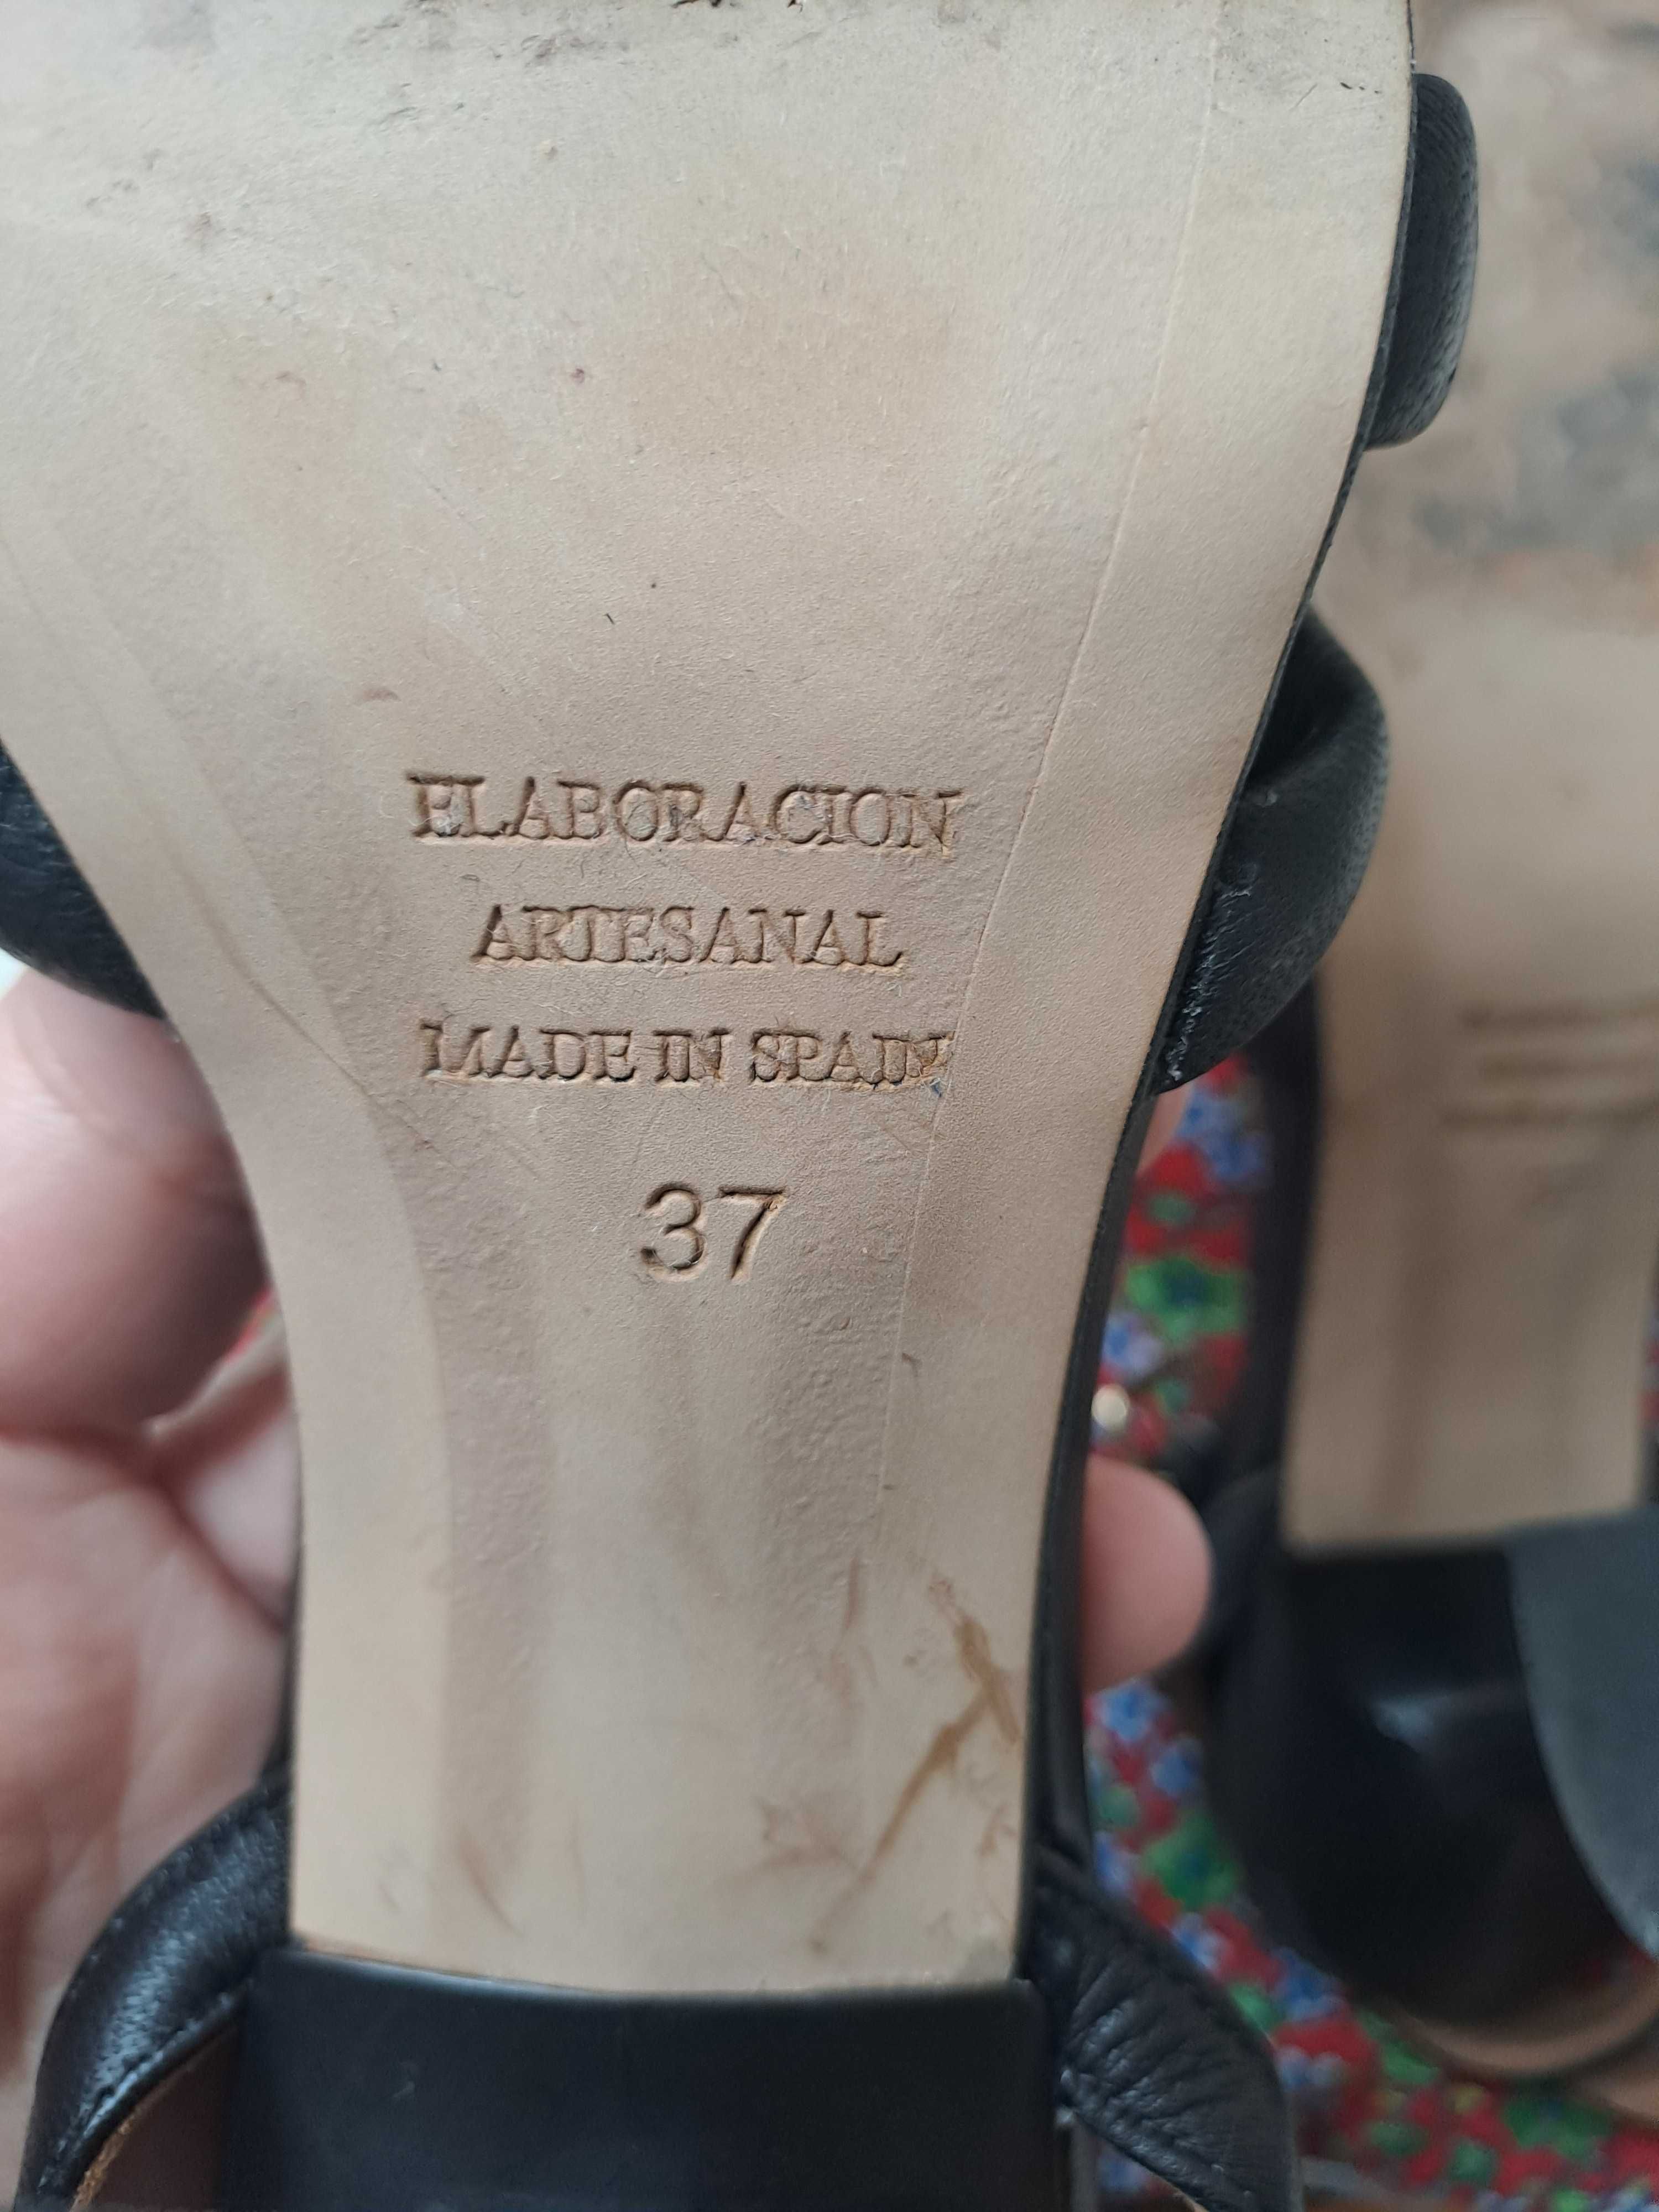 ELABORACION
ARTESANAL
MADE IN SPAIN
37